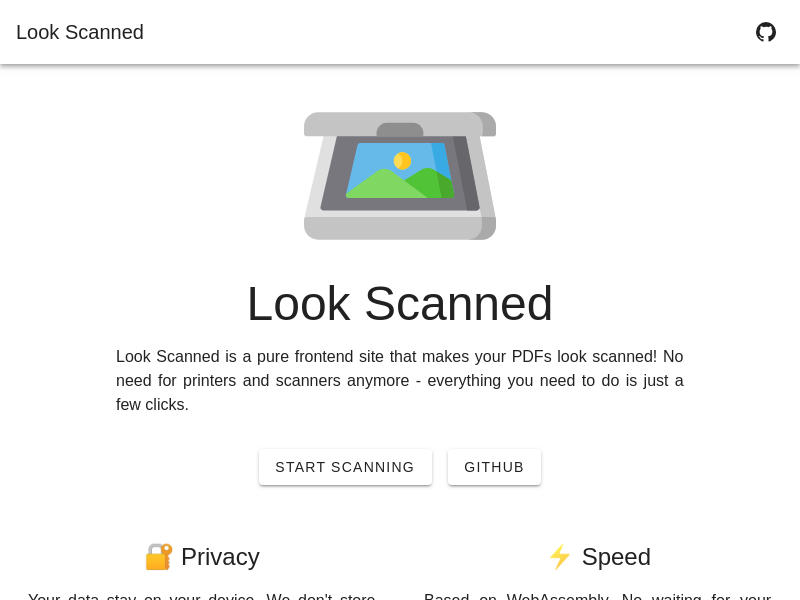 Look Scanned
Look Scanned
Look Scanned is a pure frontend site that makes your PDFs look scanned! No
need for printers and scanners anymore - everything you need to do is just a
few clicks.
START SCANNING
GITHUB
🔐 Privacy
Your data stay on your device. We don't store
⚡ Speed
Based on WebAssembly. No waiting for your